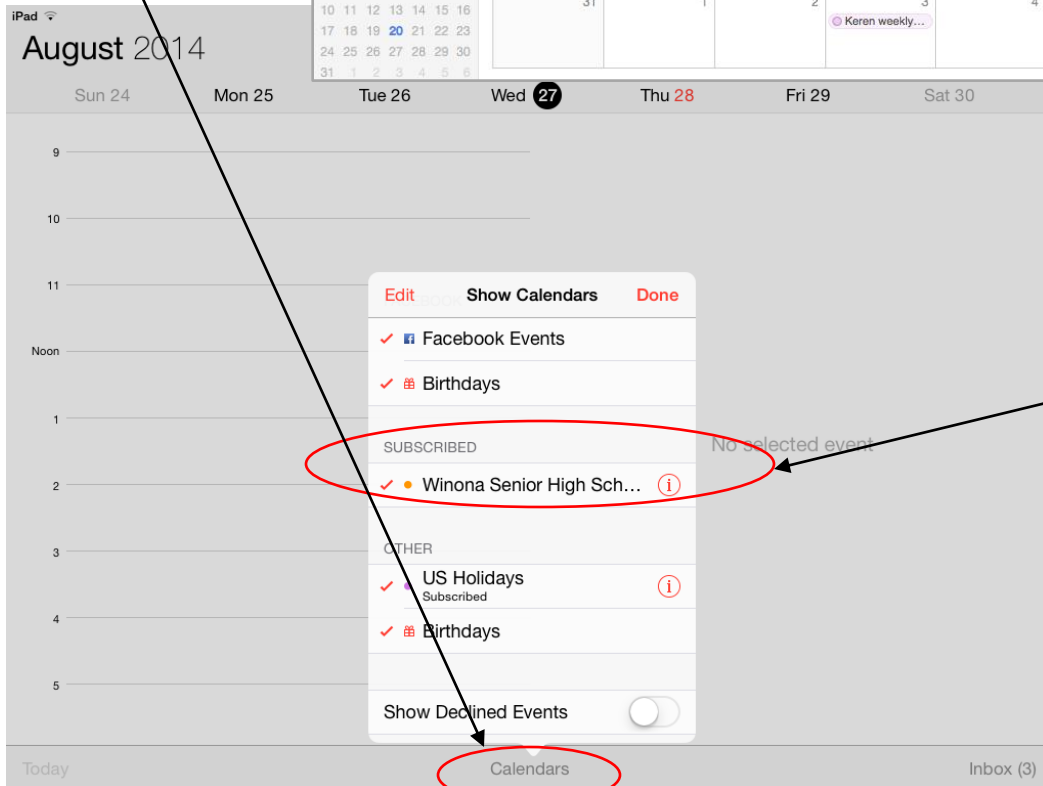 iPad
August 2014
10 11 12 13 14 15 16
17 18 19 20 21 22 23
24 25 26 27 28 29 30
31 1 2 3 4 5 6
31 1 2 3 4
Keren weekly...
Sun 24 Mon 25 Tue 26 Wed 27 Thu 28 Fri 29 Sat 30
9
10
11
Noon
1
2
3
4
5
Edit Show Calendars Done
Facebook Events
Birthdays
SUBSCRIBED
Winona Senior High Sch...
OTHER
US Holidays
Subscribed
Birthdays
Show Declined Events
No selected event
Today Calendars Inbox (3)